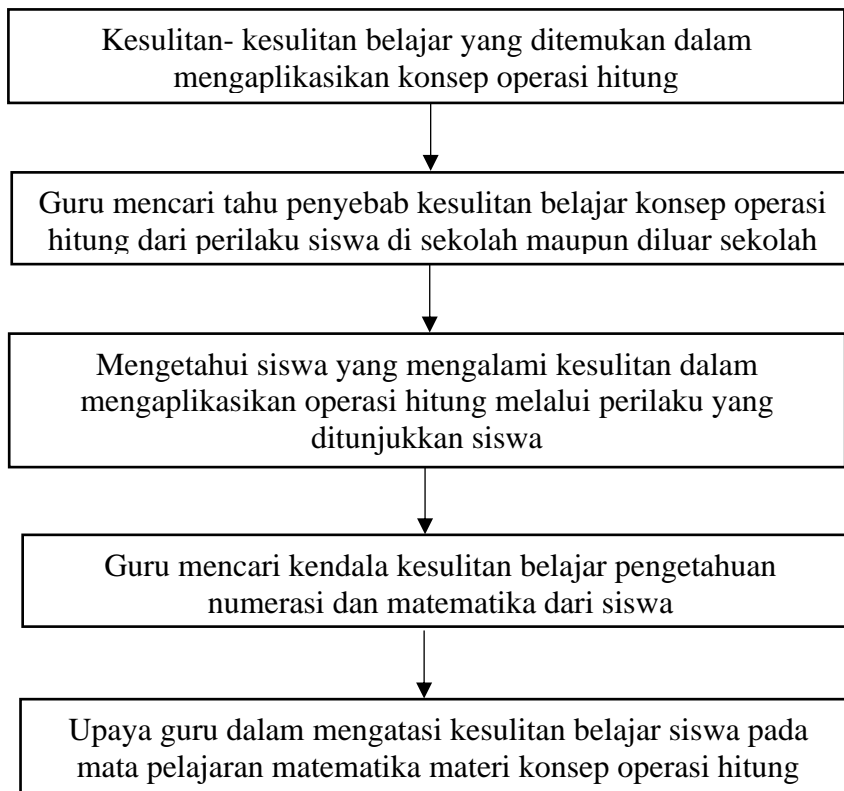 Kesulitan- kesulitan belajar yang ditemukan dalam
mengaplikasikan konsep operasi hitung
Guru mencari tahu penyebab kesulitan belajar konsep operasi
hitung dari perilaku siswa di sekolah maupun diluar sekolah
Mengetahui siswa yang mengalami kesulitan dalam
mengaplikasikan operasi hitung melalui perilaku yang
ditunjukkan siswa
Guru mencari kendala kesulitan belajar pengetahuan
numerasi dan matematika dari siswa
Upaya guru dalam mengatasi kesulitan belajar siswa pada
mata pelajaran matematika materi konsep operasi hitung